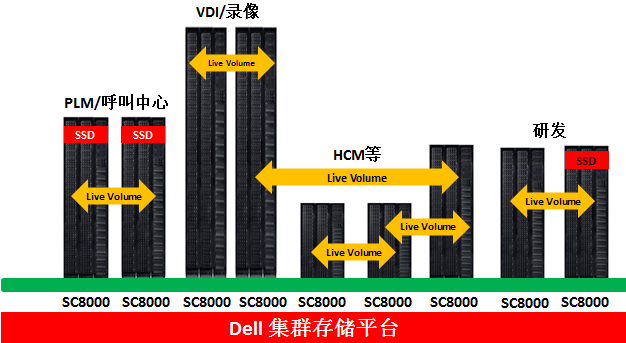 VDI/录像
Live Volume
PLM/呼叫中心
SSD
SSD
Live Volume
HCM等
Live Volume
Live Volume
Live Volume
研发
SSD
Live Volume
SC8000 SC8000 SC8000 SC8000 SC8000 SC8000 SC8000 SC8000 SC8000
Dell 集群存储平台